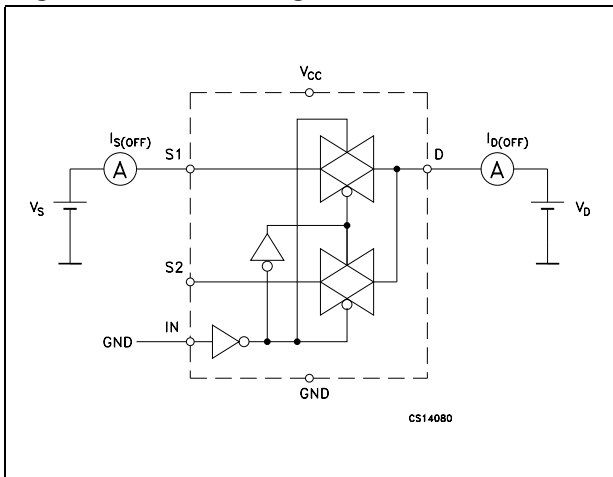 V_CC
I_S(OFF)
A
S1
D
I_D(OFF)
A
V_S
V_D
S2
IN
GND
GND
CS14080